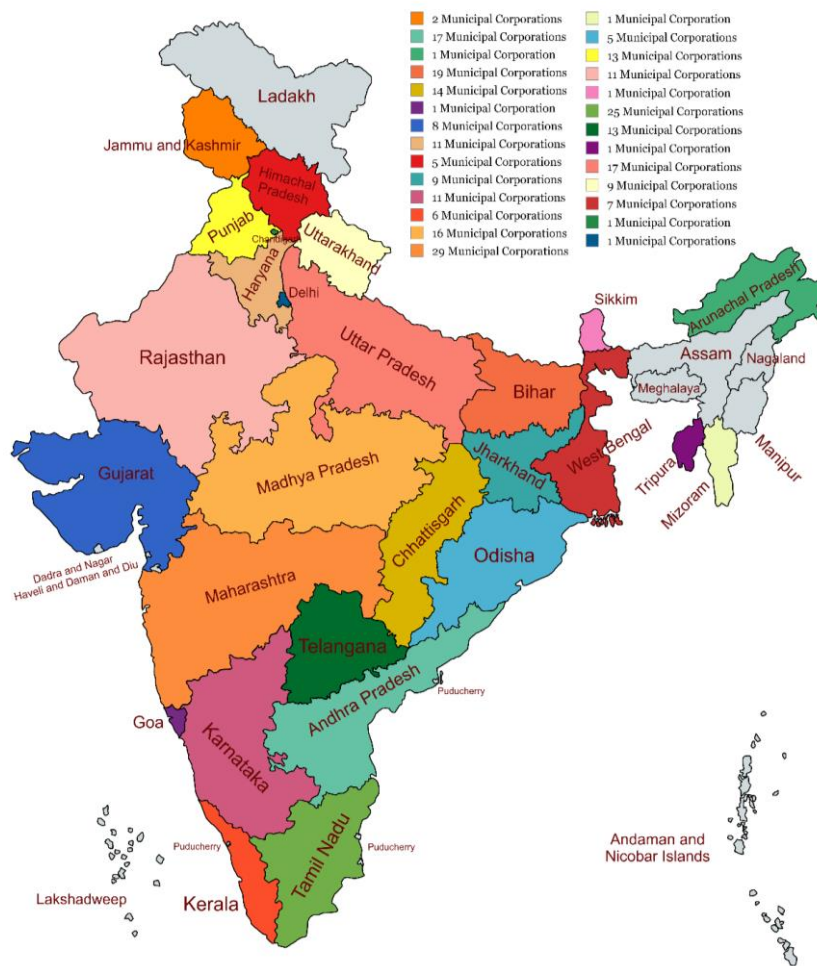 2 Municipal Corporations
17 Municipal Corporations
1 Municipal Corporation
19 Municipal Corporations
14 Municipal Corporations
1 Municipal Corporation
8 Municipal Corporations
11 Municipal Corporations
5 Municipal Corporations
9 Municipal Corporations
11 Municipal Corporations
6 Municipal Corporations
16 Municipal Corporations
29 Municipal Corporations
1 Municipal Corporations
5 Municipal Corporations
13 Municipal Corporations
11 Municipal Corporations
1 Municipal Corporations
25 Municipal Corporations
13 Municipal Corporations
1 Municipal Corporations
17 Municipal Corporations
9 Municipal Corporations
7 Municipal Corporations
1 Municipal Corporations
1 Municipal Corporations
Ladakh
Jammu and Kashmir
Himachal
Pradesh
Punjab
Chandigarh
Uttarakhand
Haryana
Delhi
Arunachal Pradesh
Sikkim
Rajasthan
Uttar Pradesh
Assam
Nagaland
Bihar
Meghalaya
Manipur
Gujarat
Madhya Pradesh
Jharkhand
West Bengal
Tripura
Mizoram
Chhattisgarh
Odisha
Dadra and Nagar
Haveli and Daman and Diu
Maharashtra
Telangana
Andhra Pradesh
Puducherry
Goa
Karnataka
Andaman and
Nicobar Islands
Puducherry
Puducherry
Tamil Nadu
Lakshadweep
Kerala